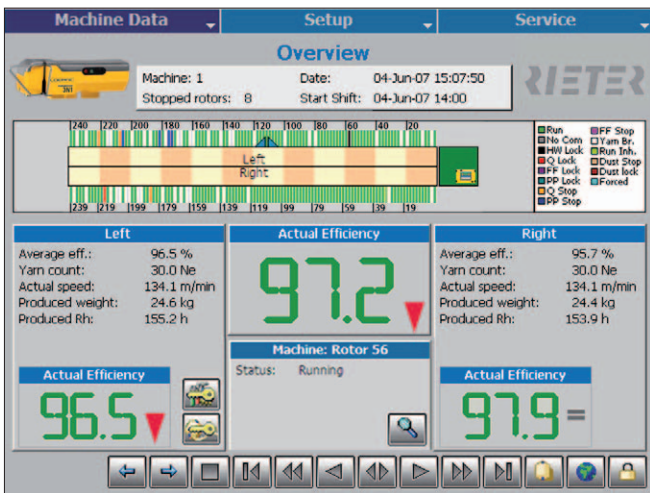 Machine Data
Setup
Service
Overview
RIETER
Machine: 1
Date: 04-Jun-07 15:07:50
Stopped rotors: 8
Start Shift: 04-Jun-07 14:00
240 220 200 180 160 140 120 100 80 60 40 20
Left
Right
239 219 199 179 159 139 119 99 79 59 39 19
Run
No Com
HW Lock
Q Lock
FF Lock
PP Lock
Q Stop
PP Stop
FF Stop
Yarn Br.
Run Inh.
Dust Stop
Dust lock
Forced
Left
Average eff.: 96.5 %
Yarn count: 30.0 Ne
Actual speed: 134.1 m/min
Produced weight: 24.6 kg
Produced Rh: 155.2 h
Actual Efficiency
96.5
Actual Efficiency
97.2
Machine: Rotor 56
Status: Running
Right
Average eff.: 95.7 %
Yarn count: 30.0 Ne
Actual speed: 134.1 m/min
Produced weight: 24.4 kg
Produced Rh: 153.9 h
Actual Efficiency
97.9 =